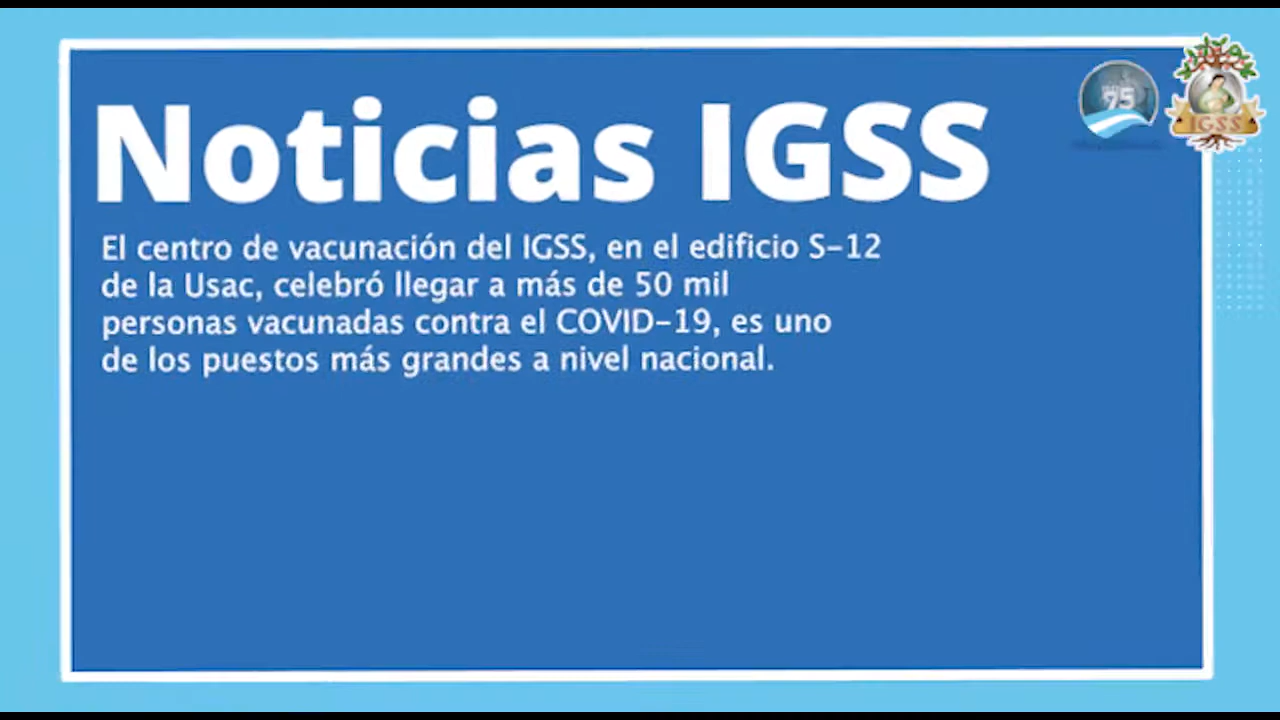 Noticias IGSS
El centro de vacunación del IGSS, en el edificio S-12
de la Usac, celebró llegar a más de 50 mil
personas vacunadas contra el COVID-19, es uno
de los puestos más grandes a nivel nacional.
75
IGSS